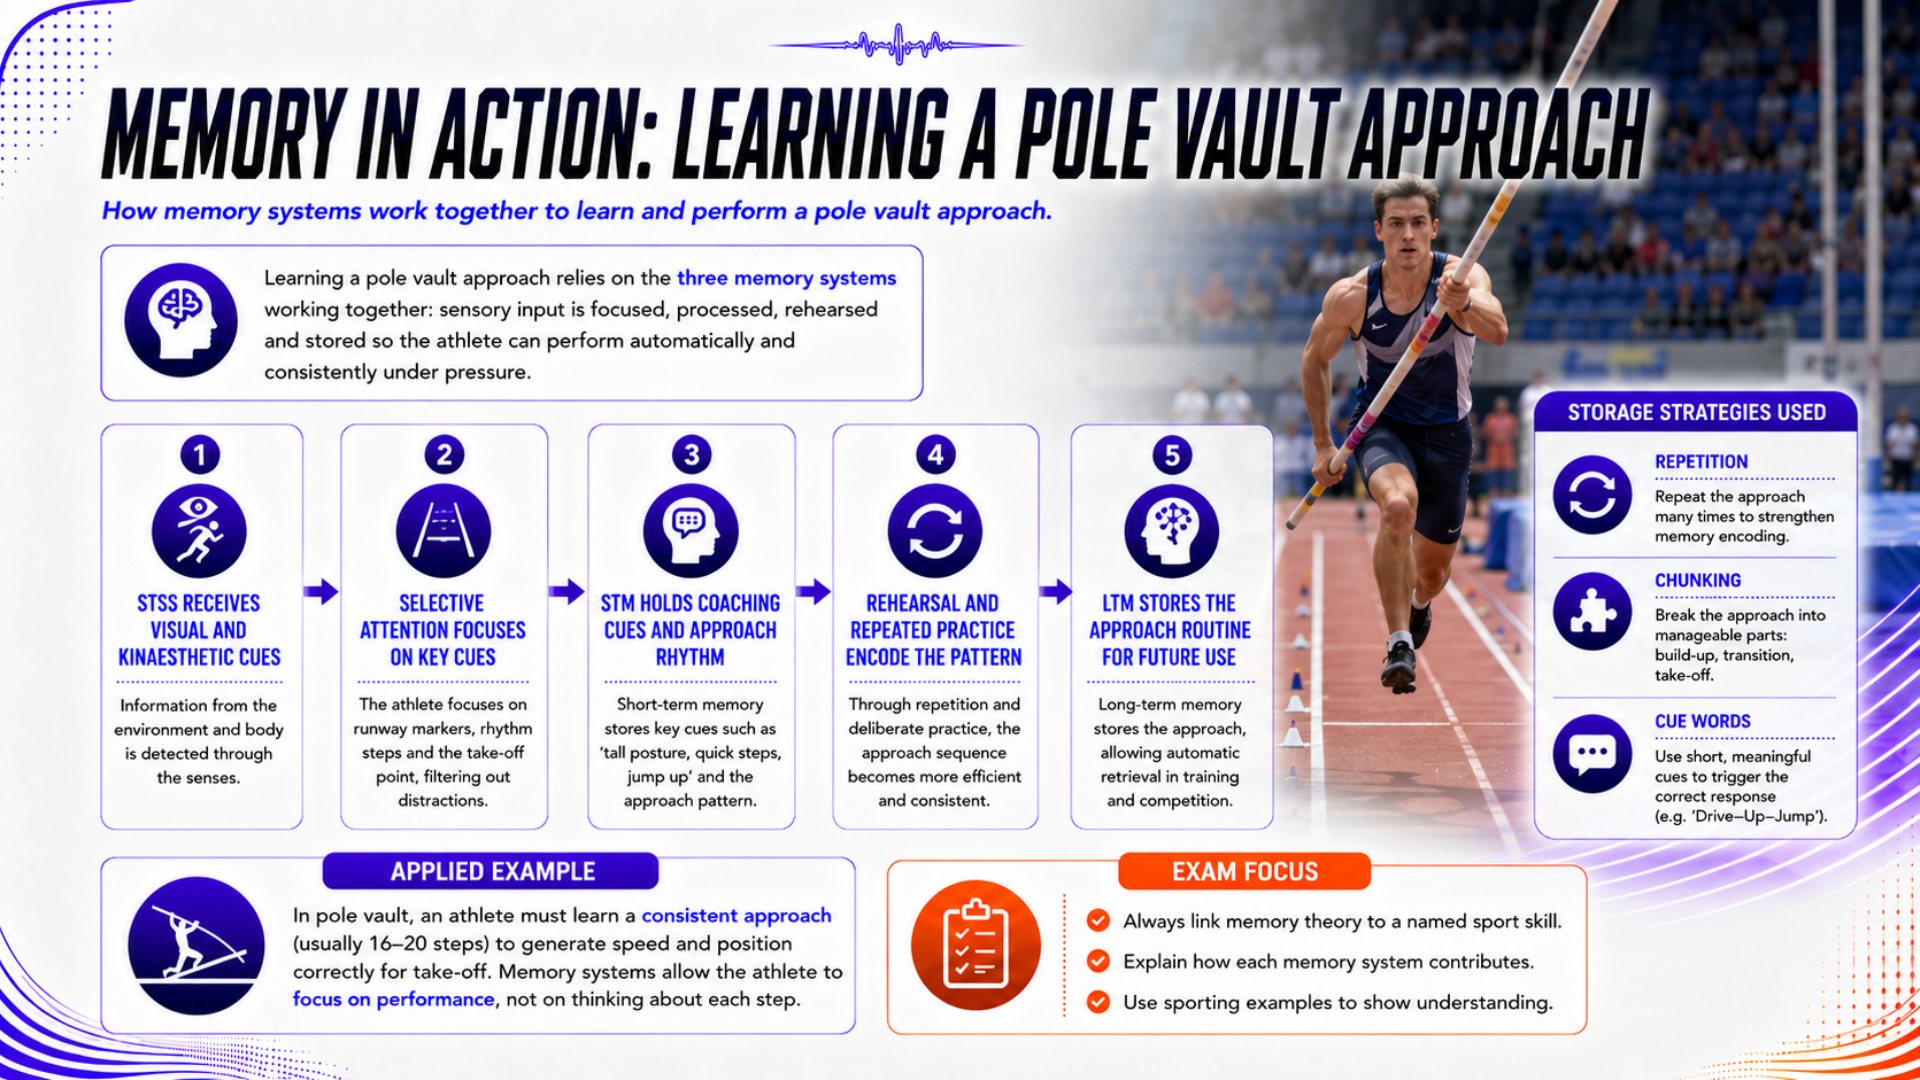 MEMORY IN ACTION: LEARNING A POLE VAULT APPROACH
How memory systems work together to learn and perform a pole vault approach.
Learning a pole vault approach relies on the three memory systems
working together: sensory input is focused, processed, rehearsed
and stored so the athlete can perform automatically and
consistently under pressure.
1
STSS RECEIVES
VISUAL AND
KINAESTHETIC CUES
Information from the
environment and body
is detected through
the senses.
2
SELECTIVE
ATTENTION FOCUSES
ON KEY CUES
The athlete focuses on
runway markers, rhythm
steps and the take-off
point, filtering out
distractions.
3
STM HOLDS COACHING
CUES AND APPROACH
RHYTHM
Short-term memory
stores key cues such as
‘tall posture, quick steps,
jump up’ and the
approach pattern.
4
REHEARSAL AND
REPEATED PRACTICE
ENCODE THE PATTERN
Through repetition and
deliberate practice, the
approach sequence
becomes more efficient
and consistent.
5
LTM STORES THE
APPROACH ROUTINE
FOR FUTURE USE
Long-term memory
stores the approach,
allowing automatic
retrieval in training
and competition.
STORAGE STRATEGIES USED
REPETITION
Repeat the approach
many times to strengthen
memory encoding.
CHUNKING
Break the approach into
manageable parts:
build-up, transition,
take-off.
CUE WORDS
Use short, meaningful
cues to trigger the
correct response
(e.g. ‘Drive–Up–Jump’).
APPLIED EXAMPLE
In pole vault, an athlete must learn a consistent approach
(usually 16–20 steps) to generate speed and position
correctly for take-off. Memory systems allow the athlete to
focus on performance, not on thinking about each step.
EXAM FOCUS
Always link memory theory to a named sport skill.
Explain how each memory system contributes.
Use sporting examples to show understanding.